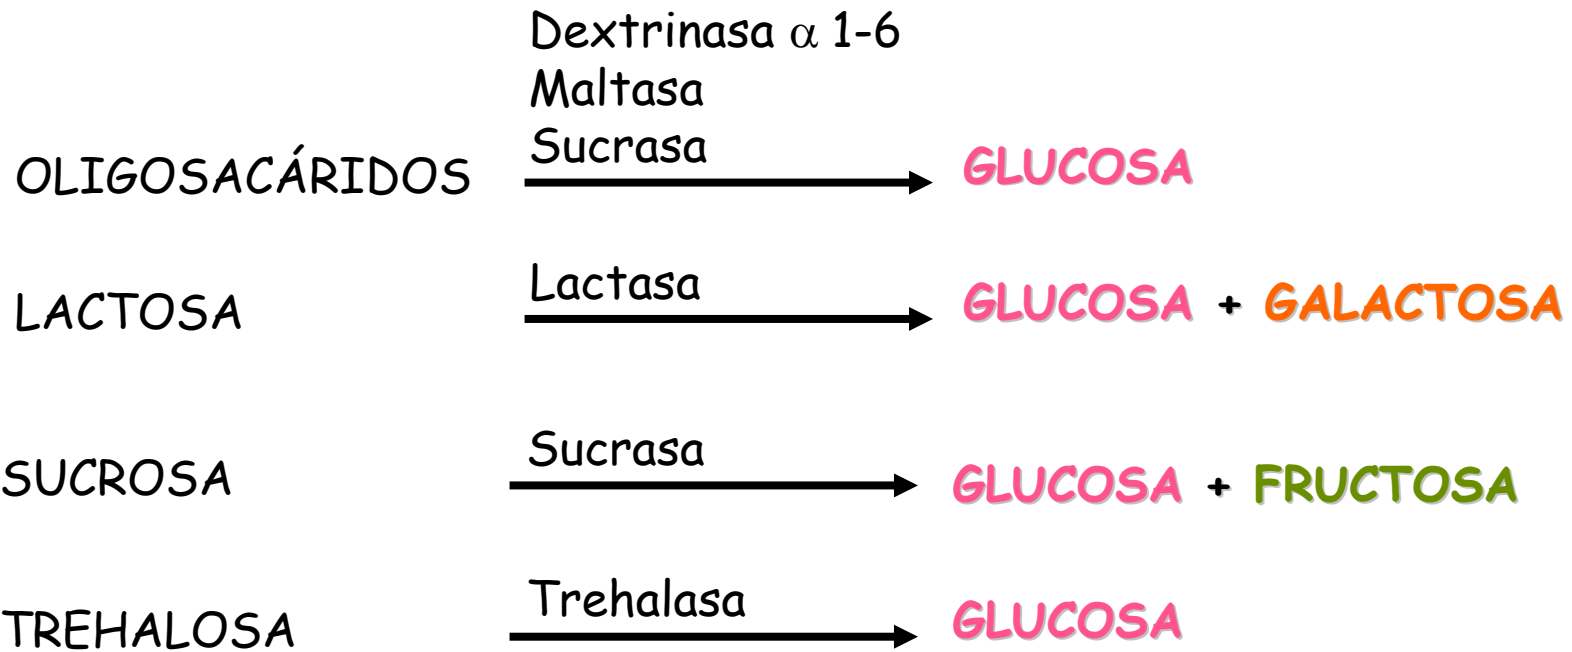 Dextrinasa α 1-6
Maltasa
Sucrasa
OLIGOSACÁRIDOS GLUCOSA
Lactasa
LACTOSA GLUCOSA + GALACTOSA
Sucrasa
SUCROSA GLUCOSA + FRUCTOSA
Trehalasa
TREHALOSA GLUCOSA